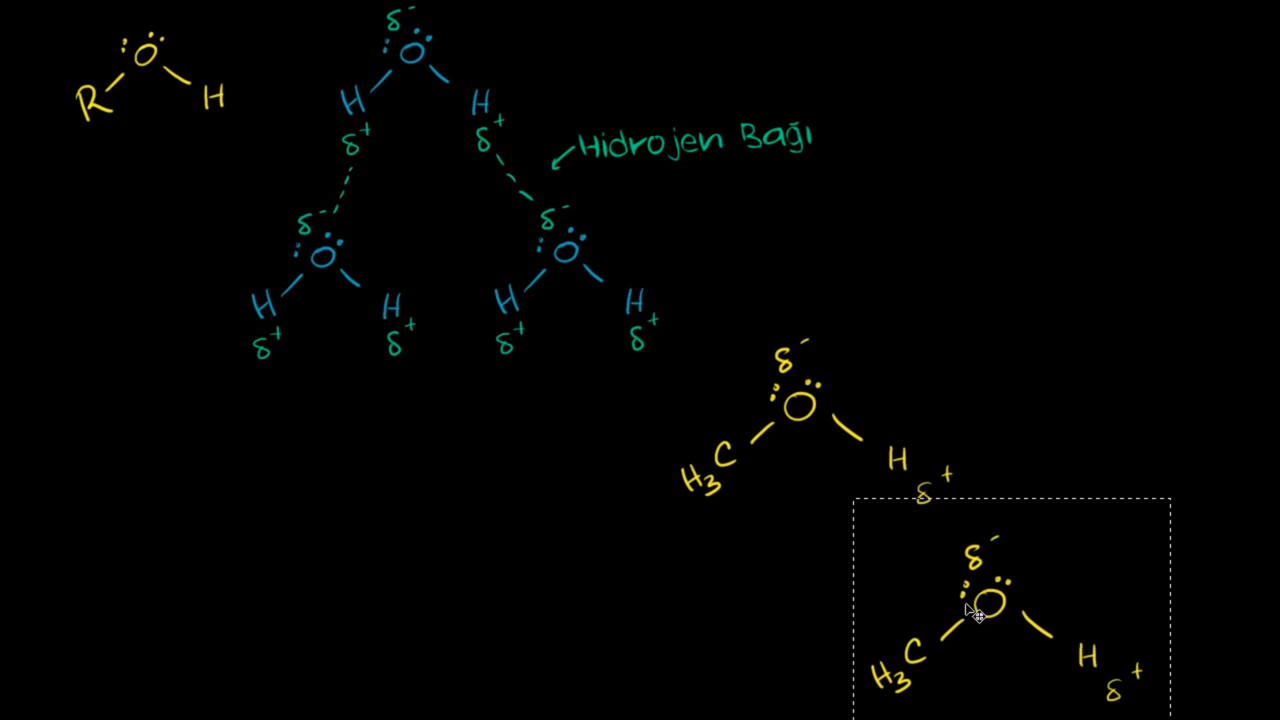 δ⁻
O
R H
H H
δ⁺ δ⁺
Hidrojen Bağı
δ⁻ δ⁻
O O
H H H H
δ⁺ δ⁺ δ⁺ δ⁺
δ⁻
O
H₃C H
δ⁺
δ⁻
O
H₃C H
δ⁺